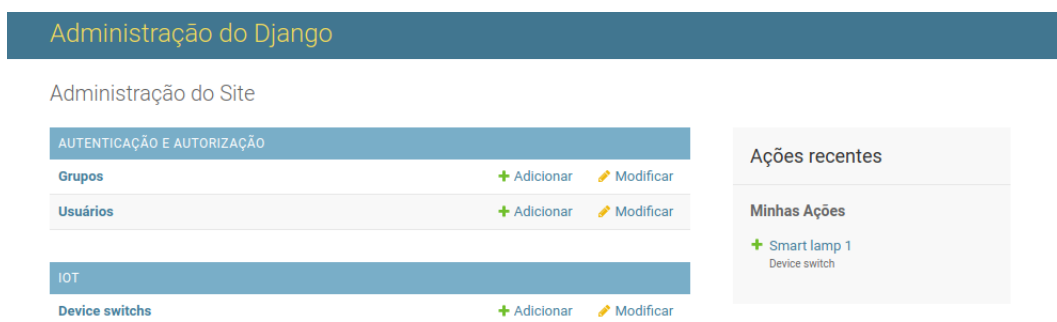 Administração do Django
Administração do Site
AUTENTICAÇÃO E AUTORIZAÇÃO
Grupos Adicionar Modificar
Usuários Adicionar Modificar
IOT
Device switchs Adicionar Modificar
Ações recentes
Minhas Ações
Smart lamp 1
Device switch